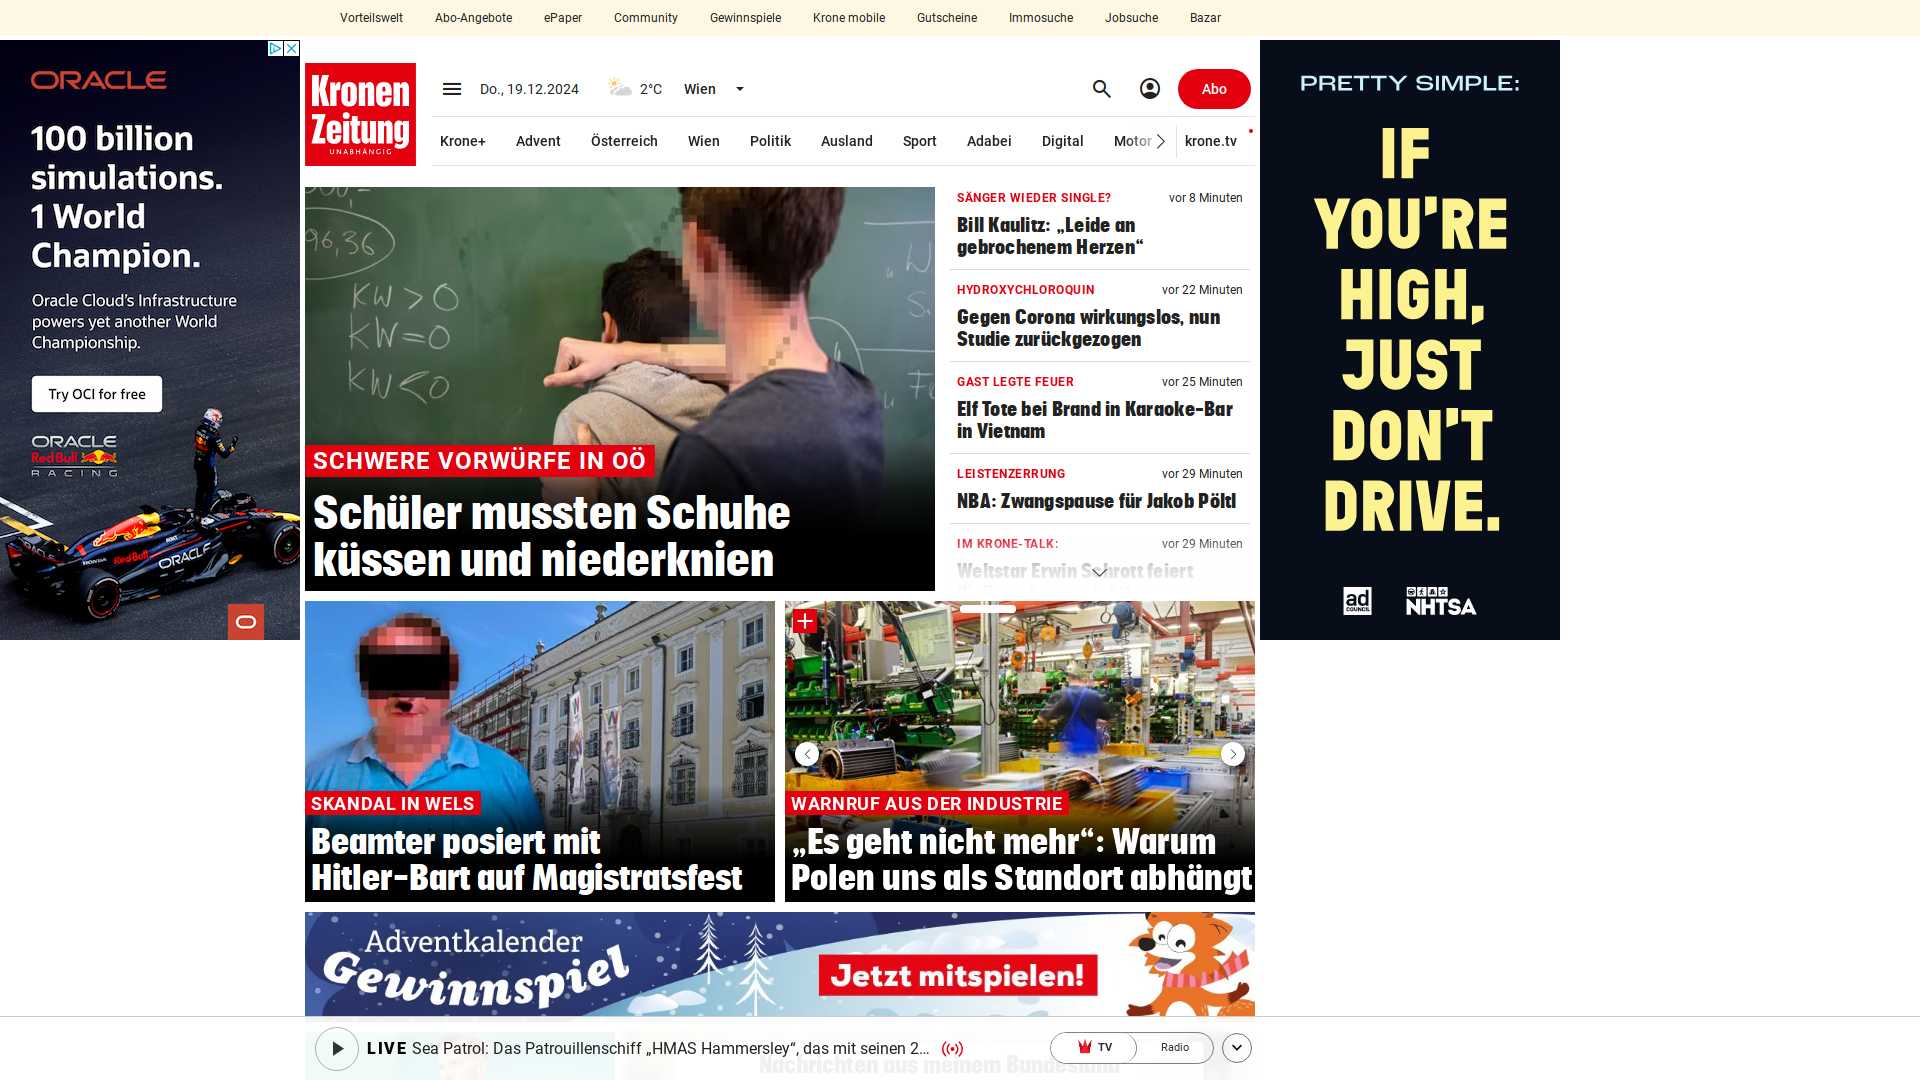 Vorteilswelt
Abo-Angebote
ePaper
Community
Gewinnspiele
Krone mobile
Gutscheine
Immosuche
Jobsuche
Bazar
ORACLE
100 billion
simulations.
1 World
Champion.
Oracle Cloud's Infrastructure
powers yet another World
Championship.
Try OCI for free
ORACLE
Red Bull
RACING
Kronen
Zeitung
UNABHÄNGIG
Do., 19.12.2024
2°C
Wien
Abo
Krone+
Advent
Österreich
Wien
Politik
Ausland
Sport
Adabei
Digital
Motor
krone.tv
SCHWERE VORWÜRFE IN OÖ
Schüler mussten Schuhe
küssen und niederknien
SÄNGER WIEDER SINGLE?
vor 8 Minuten
Bill Kaulitz: „Leide an
gebrochenem Herzen“
HYDROXYCHLOROQUIN
vor 22 Minuten
Gegen Corona wirkungslos, nun
Studie zurückgezogen
GAST LEGTE FEUER
vor 25 Minuten
Elf Tote bei Brand in Karaoke-Bar
in Vietnam
LEISTENZERRUNG
vor 29 Minuten
NBA: Zwangspause für Jakob Pöltl
IM KRONE-TALK:
vor 29 Minuten
Weltstar Erwin Schrott feiert
SKANDAL IN WELS
Beamter posiert mit
Hitler-Bart auf Magistratsfest
WARNRUF AUS DER INDUSTRIE
„Es geht nicht mehr“: Warum
Polen uns als Standort abhängt
Adventkalender
Gewinnspiel
Jetzt mitspielen!
LIVE Sea Patrol: Das Patrouillenschiff „HMAS Hammersley“, das mit seinen 2...
TV
Radio
Nachrichten aus meinem Bundesland
PRETTY SIMPLE:
IF
YOU'RE
HIGH,
JUST
DON'T
DRIVE.
ad
COUNCIL
NHTSA